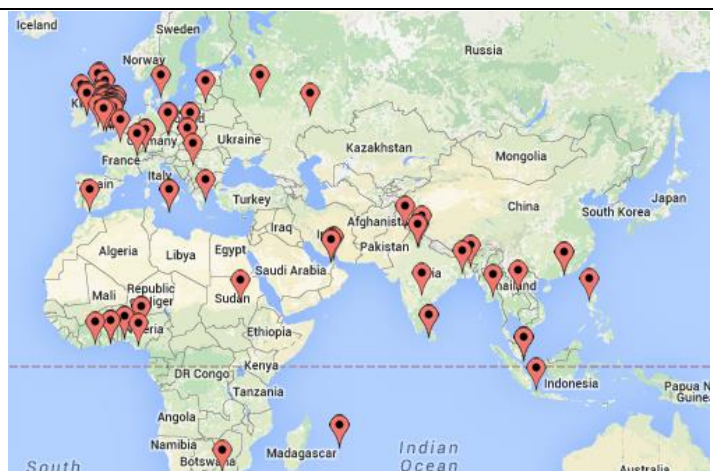 Iceland
Sweden
Norway
Russia
Ukraine
Kazakhstan
Mongolia
France
Italy
Turkey
Japan
South Korea
China
Afghanistan
Iraq
Pakistan
Algeria
Libya
Egypt
Saudi Arabia
Mali
Sudan
Ethiopia
Kenya
DR Congo
Tanzania
Indonesia
Papua N
Guine
Angola
Namibia
Botswana
Madagascar
Indian
Ocean
South
Australia